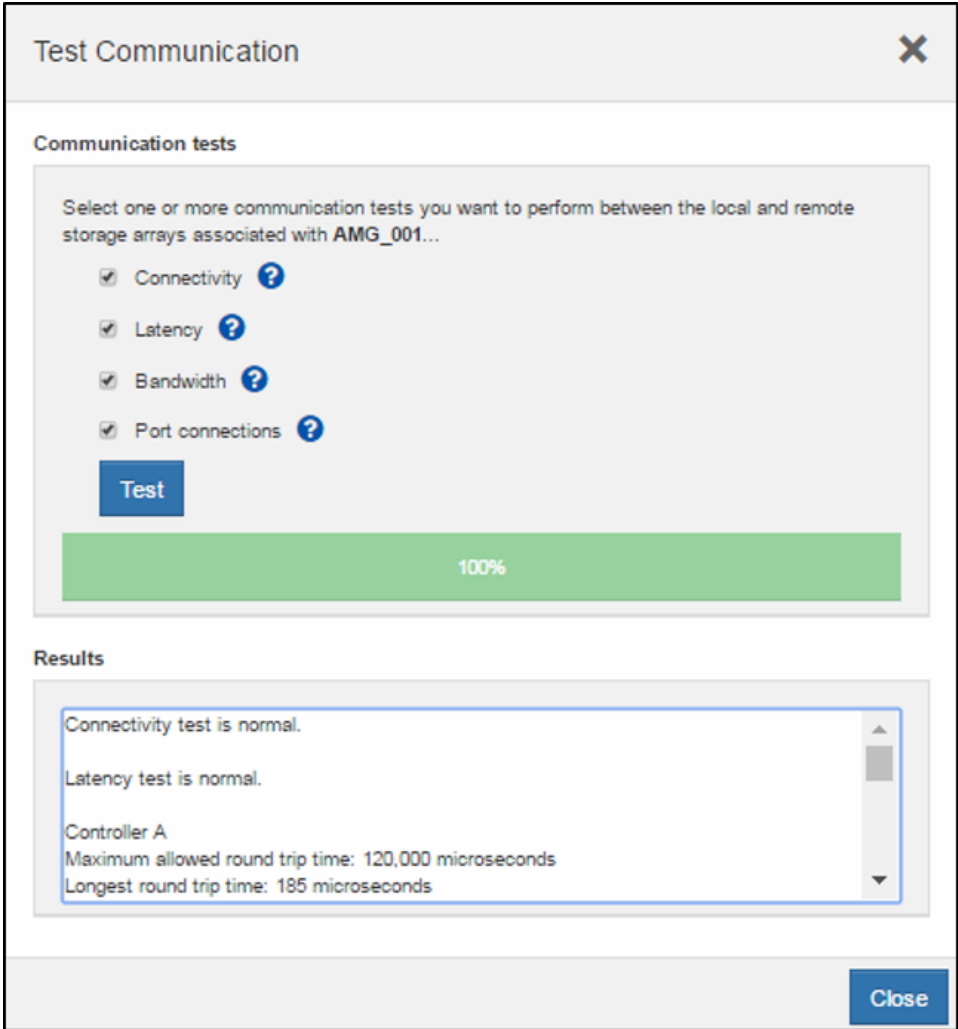 Test Communication
Communication tests
Select one or more communication tests you want to perform between the local and remote
storage arrays associated with AMG_001...
Connectivity
Latency
Bandwidth
Port connections
Test
100%
Results
Connectivity test is normal.
Latency test is normal.
Controller A
Maximum allowed round trip time: 120,000 microseconds
Longest round trip time: 185 microseconds
Close